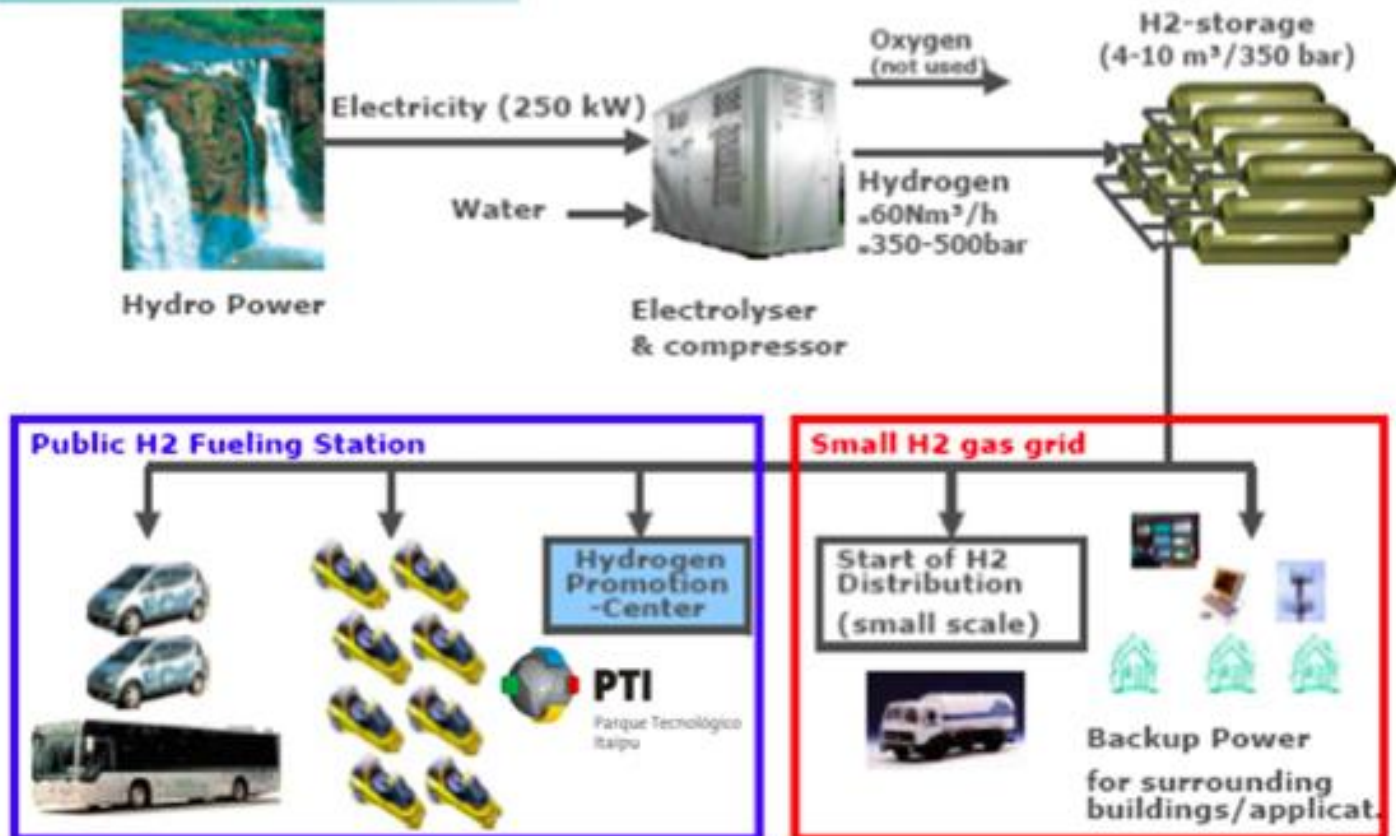 Oxygen
(not used)
H2-storage
(4-10 m³/350 bar)
Electricity (250 kW)
Water
Hydrogen
.60Nm³/h
.350-500bar
Hydro Power
Electrolyser
& compressor
Public H2 Fueling Station
Small H2 gas grid
Hydrogen
Promotion
-Center
Start of H2
Distribution
(small scale)
PTI
Parque Tecnológico
Itaipu
Backup Power
for surrounding
buildings/applicat.